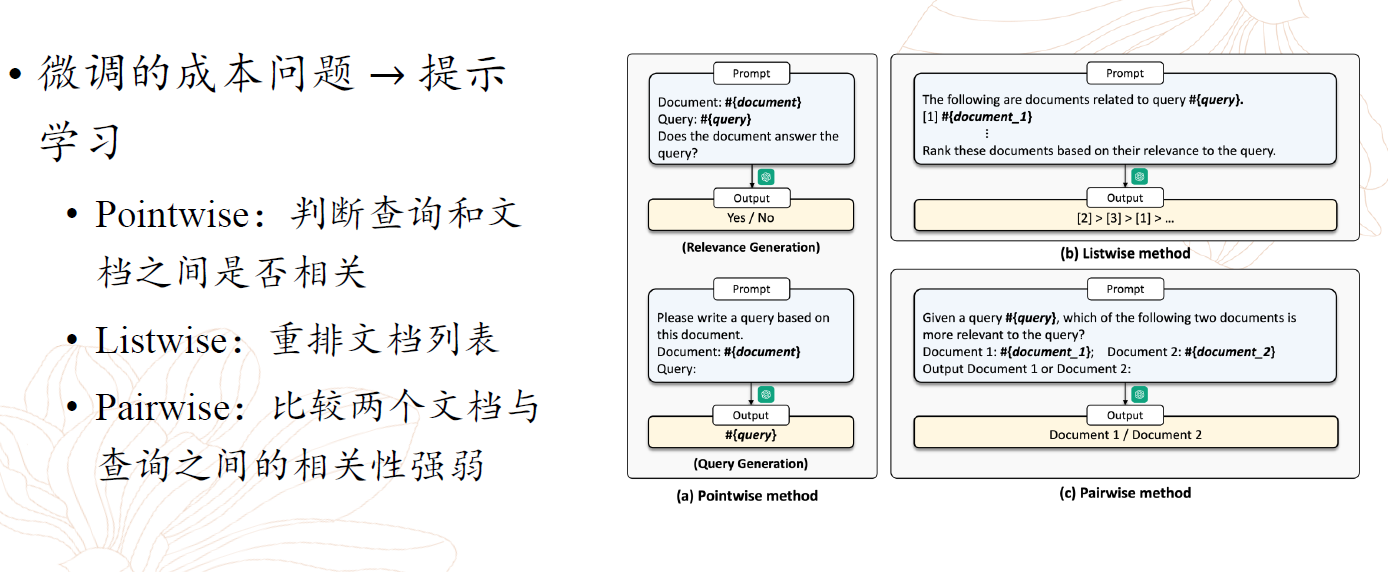 • 微调的成本问题 → 提示
学习
• Pointwise：判断查询和文
档之间是否相关
• Listwise：重排文档列表
• Pairwise：比较两个文档与
查询之间的相关性强弱
Prompt
Document: #{document}
Query: #{query}
Does the document answer the
query?
Output
Yes / No
(Relevance Generation)
Prompt
Please write a query based on
this document.
Document: #{document}
Query:
Output
#{query}
(Query Generation)
(a) Pointwise method
Prompt
The following are documents related to query #{query}.
[1] #{document_1}
⋮
Rank these documents based on their relevance to the query.
Output
[2] > [3] > [1] > ...
(b) Listwise method
Prompt
Given a query #{query}, which of the following two documents is
more relevant to the query?
Document 1: #{document_1}; Document 2: #{document_2}
Output Document 1 or Document 2:
Output
Document 1 / Document 2
(c) Pairwise method